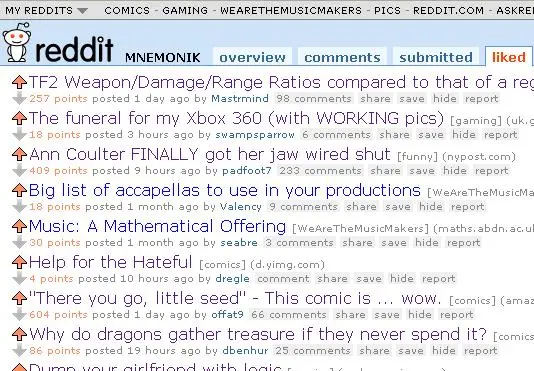 MY REDDITS ▼ COMICS - GAMING - WEARETHEMUSICMAKERS - PICS - REDDIT.COM - ASKRE
reddit MNEMONIK overview comments submitted liked
TF2 Weapon/Damage/Range Ratios compared to that of a reg
257 points posted 1 day ago by Mastrmind 98 comments share save hide report
The funeral for my Xbox 360 (with WORKING pics) [gaming] (uk.g
18 points posted 3 hours ago by swampsparrow 6 comments share save hide report
Ann Coulter FINALLY got her jaw wired shut [funny] (nypost.com)
409 points posted 9 hours ago by padfoot7 233 comments share save hide report
Big list of accapellas to use in your productions [WeAreTheMusicMa
18 points posted 1 month ago by Valency 9 comments share save hide report
Music: A Mathematical Offering [WeAreTheMusicMakers] (maths.abdn.ac.u
30 points posted 1 month ago by seabre 3 comments share save hide report
Help for the Hateful [comics] (d.yimg.com)
4 points posted 10 hours ago by dregle comment share save hide report
"There you go, little seed" - This comic is ... wow. [comics] (amaz
604 points posted 1 day ago by offat9 66 comments share save hide report
Why do dragons gather treasure if they never spend it? [comics]
86 points posted 19 hours ago by dbenhur 25 comments share save hide report
Dump your girlfriend with logic